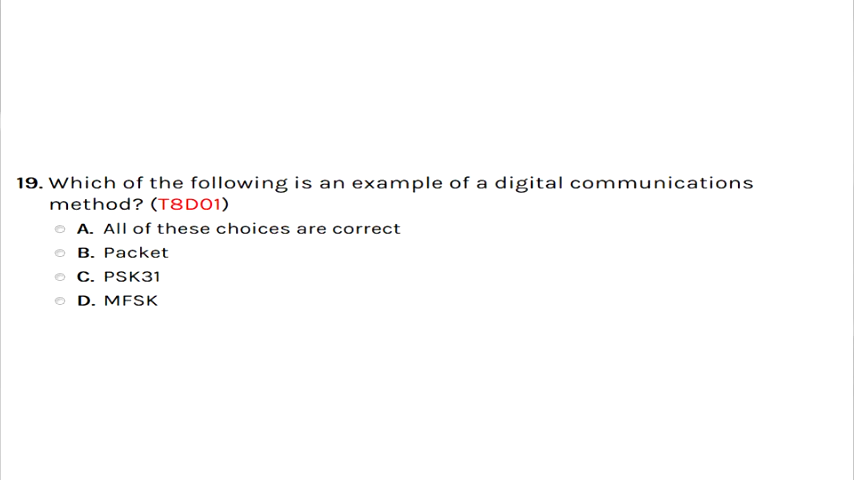 19. Which of the following is an example of a digital communications
method? (T8D01)
A. All of these choices are correct
B. Packet
C. PSK31
D. MFSK